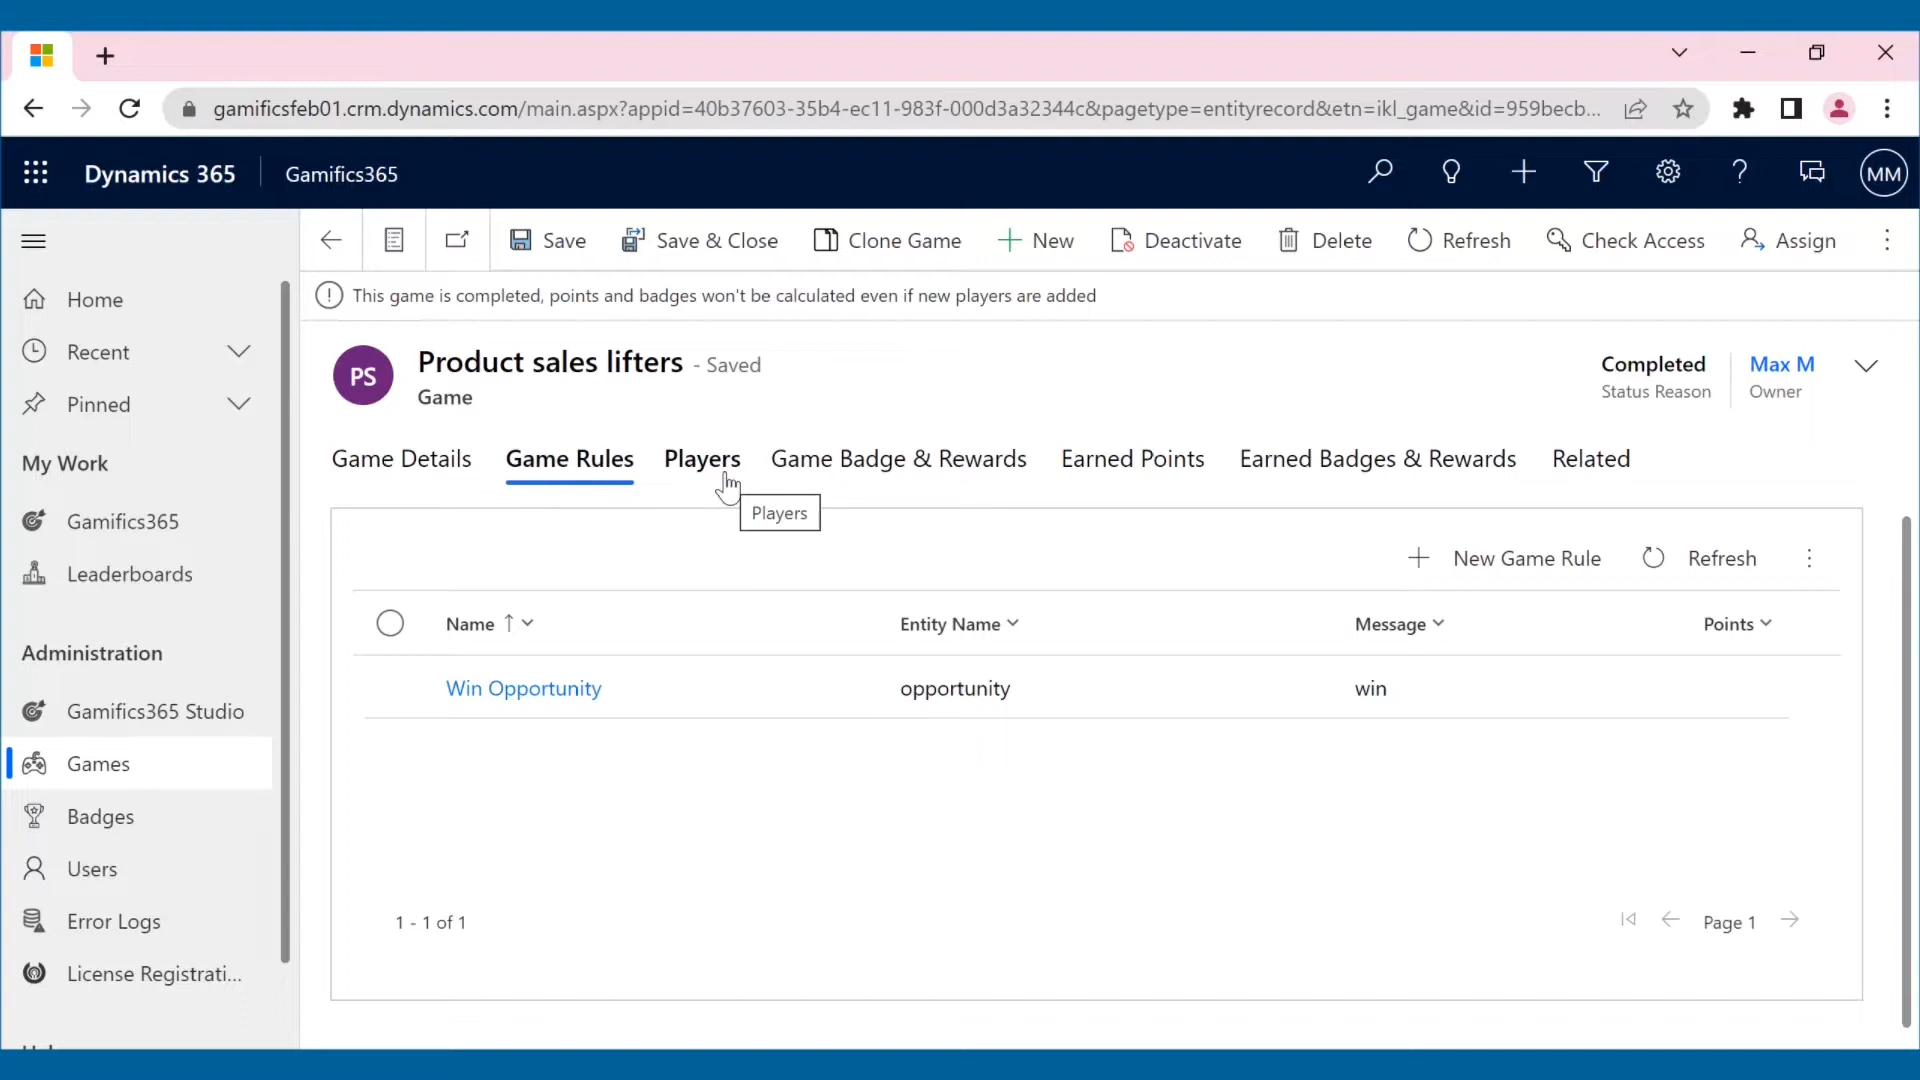 gamificsfeb01.crm.dynamics.com/main.aspx?appid=40b37603-35b4-ec11-983f-000d3a32344c&pagetype=entityrecord&etn=ikl_game&id=959becb...
Dynamics 365
Gamifics365
MM
Save
Save & Close
Clone Game
New
Deactivate
Delete
Refresh
Check Access
Assign
Home
Recent
Pinned
My Work
Gamifics365
Leaderboards
Administration
Gamifics365 Studio
Games
Badges
Users
Error Logs
License Registrati...
This game is completed, points and badges won't be calculated even if new players are added
PS
Product sales lifters - Saved
Game
Completed
Status Reason
Max M
Owner
Game Details
Game Rules
Players
Game Badge & Rewards
Earned Points
Earned Badges & Rewards
Related
Players
New Game Rule
Refresh
Name
Entity Name
Message
Points
Win Opportunity
opportunity
win
1 - 1 of 1
Page 1